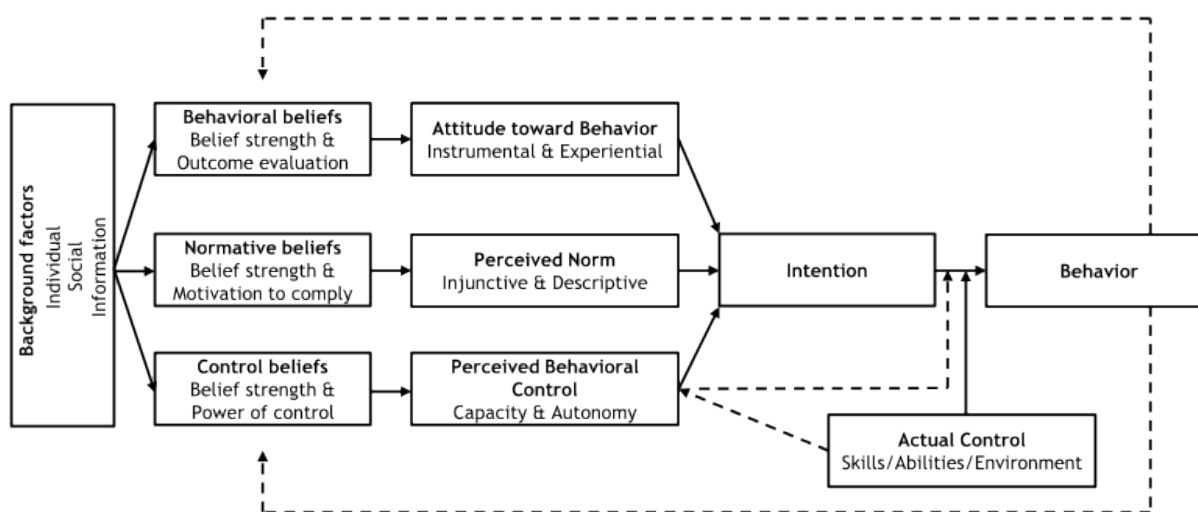 Background factors
Individual
Social
Information
Behavioral beliefs
Belief strength &
Outcome evaluation
Attitude toward Behavior
Instrumental & Experiential
Normative beliefs
Belief strength &
Motivation to comply
Perceived Norm
Injunctive & Descriptive
Intention
Behavior
Control beliefs
Belief strength &
Power of control
Perceived Behavioral
Control
Capacity & Autonomy
Actual Control
Skills/Abilities/Environment